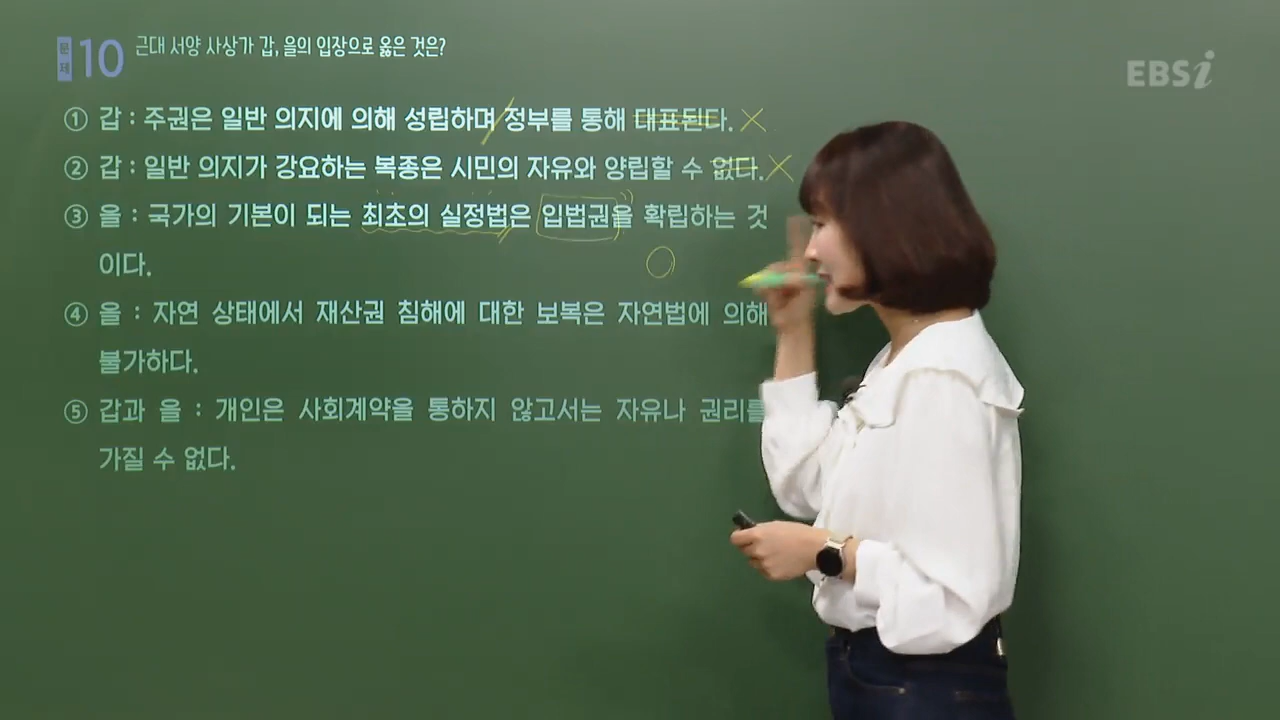 문제 10 근대 서양 사상가 갑, 을의 입장으로 옳은 것은?
EBSi
① 갑 : 주권은 일반 의지에 의해 성립하며 정부를 통해 대표된다.
② 갑 : 일반 의지가 강요하는 복종은 시민의 자유와 양립할 수 없다.
③ 을 : 국가의 기본이 되는 최초의 실정법은 입법권을 확립하는 것
이다.
④ 을 : 자연 상태에서 재산권 침해에 대한 보복은 자연법에 의해
불가하다.
⑤ 갑과 을 : 개인은 사회계약을 통하지 않고서는 자유나 권리를
가질 수 없다.